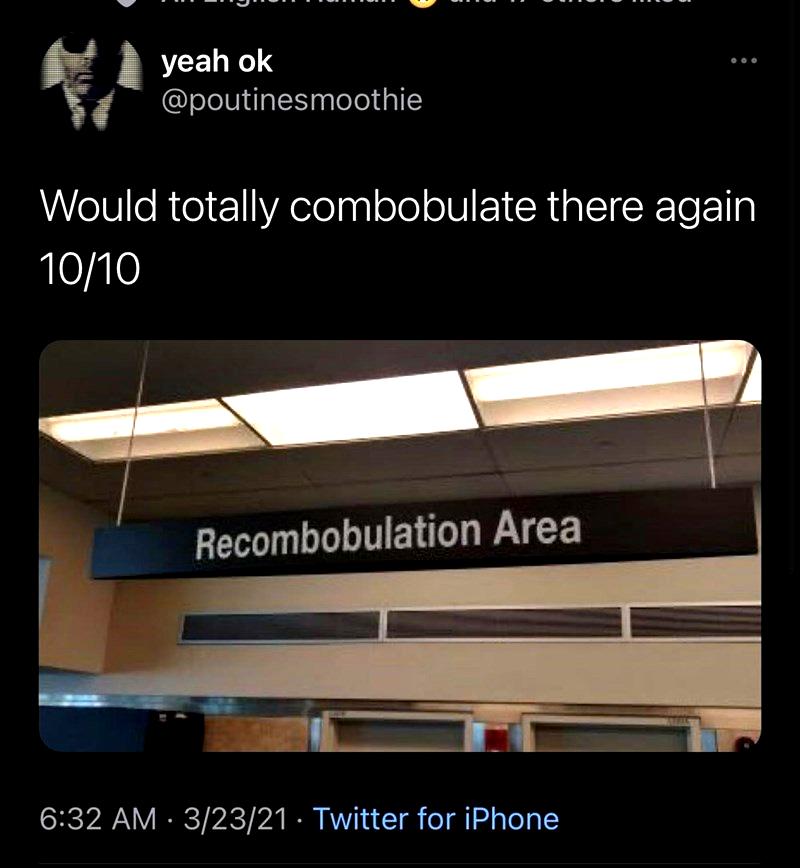 yeah ok
@poutinesmoothie
Would totally combobulate there again
10/10
Recombobulation Area
6:32 AM · 3/23/21 · Twitter for iPhone